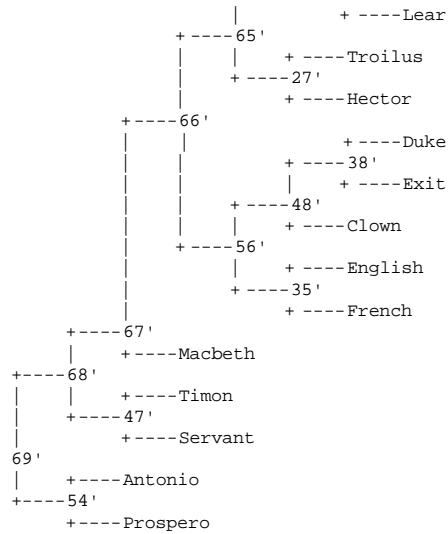 |            + ----Lear
+ ----65'
|     |     + ----Troilus
|     + ----27'
|            + ----Hector
+ ----66'
|     |                  + ----Duke
|     |            + ----38'
|     |            |     + ----Exit
|     |     + ----48'
|     |     |     + ----Clown
|     + ----56'
|            |     + ----English
|            + ----35'
|                  + ----French
+----67'
|     +----Macbeth
+----68'
|     |     +----Timon
|     +----47'
|            +----Servant
69'
|     +----Antonio
+----54'
+----Prospero